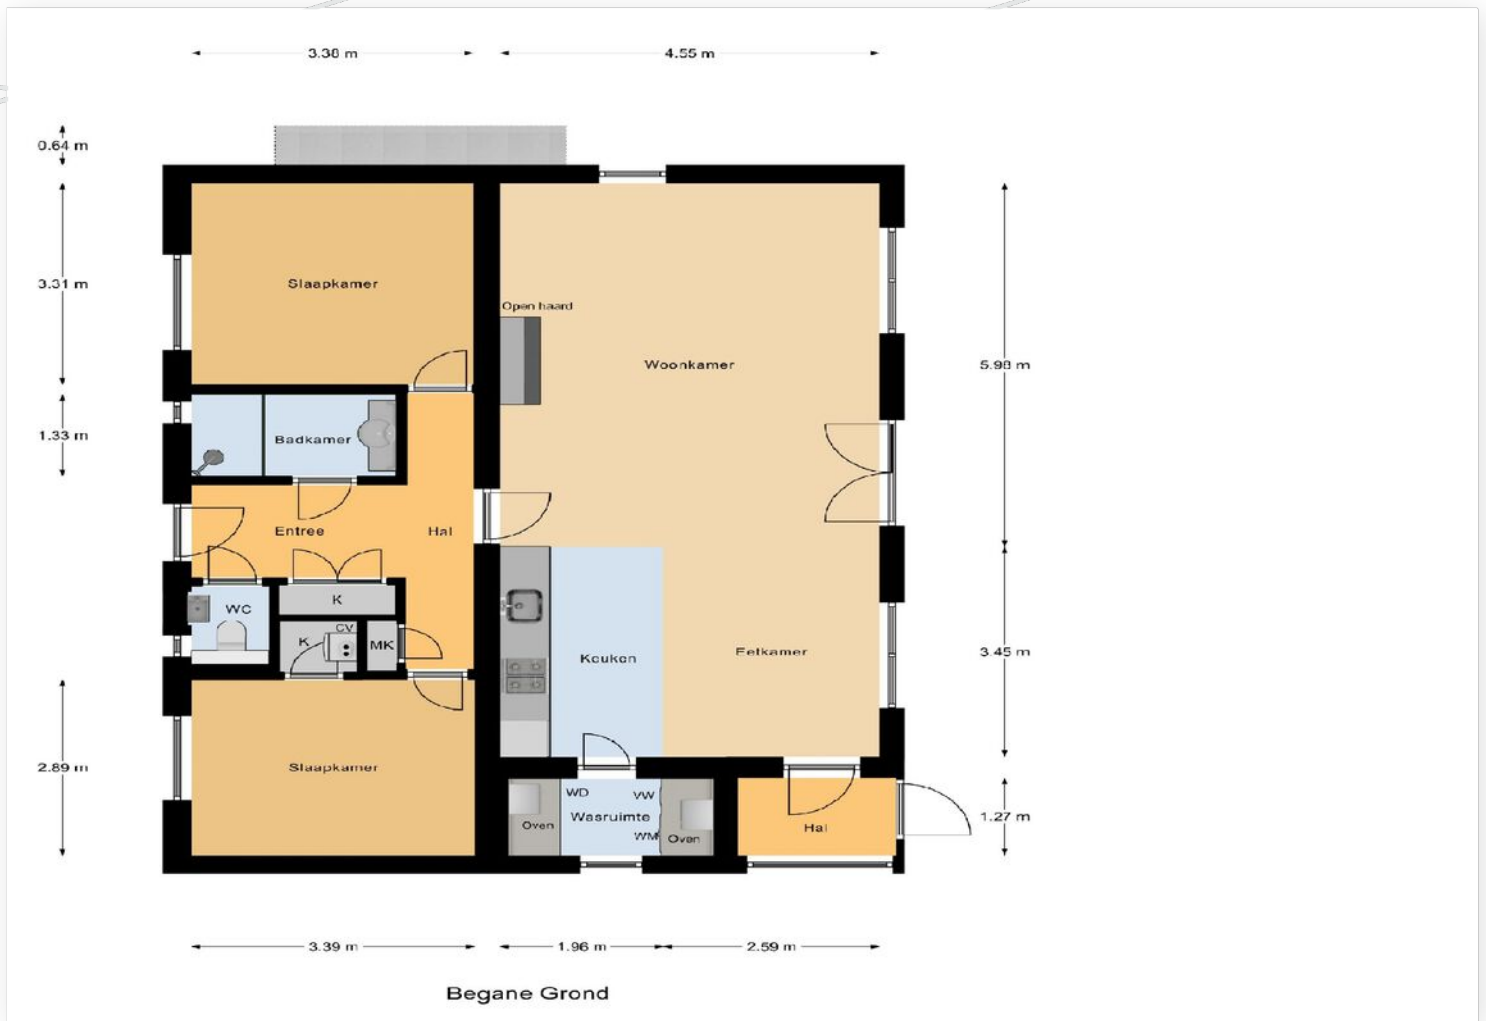 3.38 m
4.55 m
0.64 m
3.31 m
Slaapkamer
Open haard
Woonkamer
5.98 m
1.33 m
Badkamer
Entree
Hal
K
WC
K
CV
MK
Keuken
Eetkamer
3.45 m
2.89 m
Slaapkamer
WD
VW
Wasruimte
Oven
WM
Oven
Hal
1.27 m
3.39 m
1.96 m
2.59 m
Begane Grond